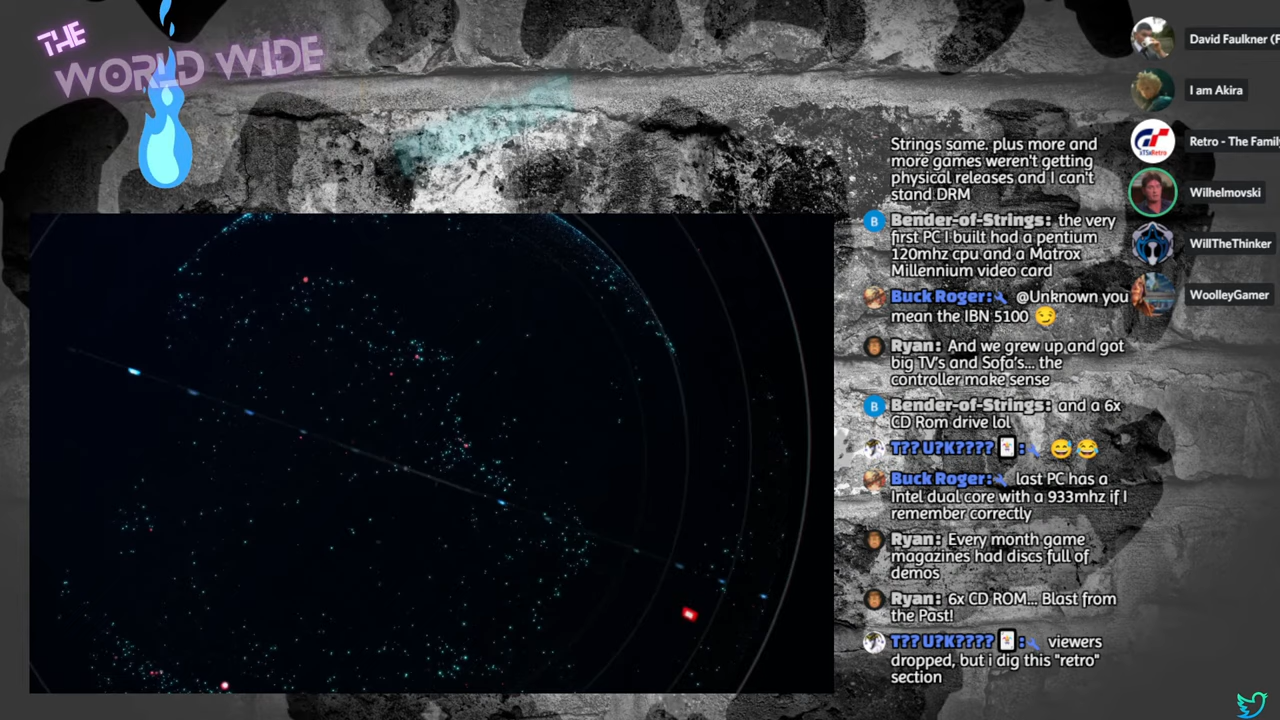 THE
WORLD WIDE
David Faulkner (F
I am Akira
Retro - The Family
Wilhelmovski
WillTheThinker
WoolleyGamer
Strings same. plus more and
more games weren't getting
physical releases and I can't
stand DRM
B Bender-of-Strings: the very
first PC I built had a pentium
120mhz cpu and a Matrox
Millennium video card
Buck Roger: @Unknown you
mean the IBN 5100 😏
Ryan: And we grew up and got
big TV's and Sofa's... the
controller make sense
B Bender-of-Strings: and a 6x
CD Rom drive lol
T?? U?K????🃏: 😅😂
Buck Roger: last PC has a
Intel dual core with a 933mhz if I
remember correctly
Ryan: Every month game
magazines had discs full of
demos
Ryan: 6x CD ROM... Blast from
the Past!
T?? U?K????🃏: viewers
dropped, but i dig this "retro"
section